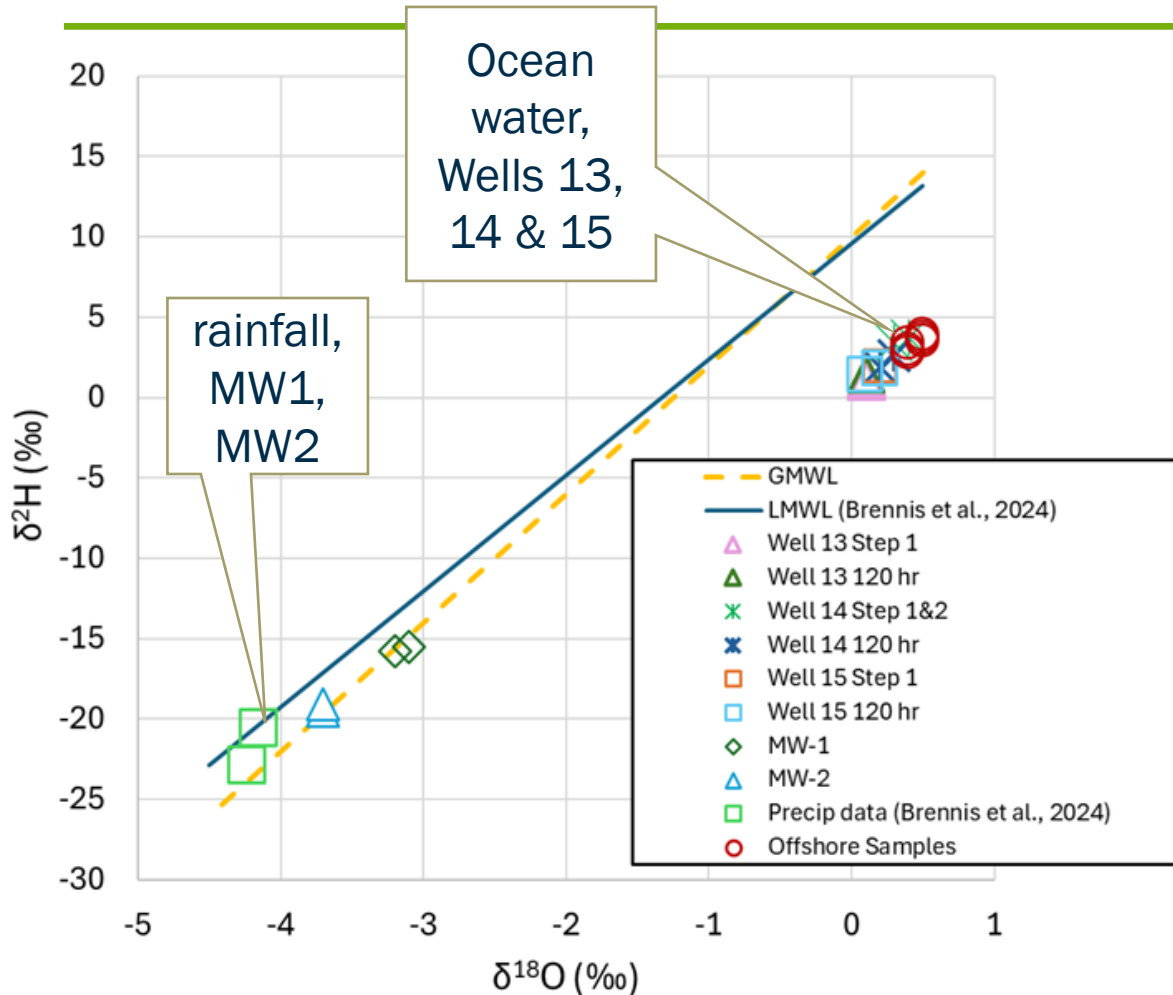 Ocean
water,
Wells 13,
14 & 15
rainfall,
MW1,
MW2
20
15
10
5
0
-5
-10
-15
-20
-25
-30
δ²H (‰)
GMWL
LMWL (Brennis et al., 2024)
Well 13 Step 1
Well 13 120 hr
Well 14 Step 1&2
Well 14 120 hr
Well 15 Step 1
Well 15 120 hr
MW-1
MW-2
Precip data (Brennis et al., 2024)
Offshore Samples
-5 -4 -3 -2 -1 0 1
δ¹⁸O (‰)